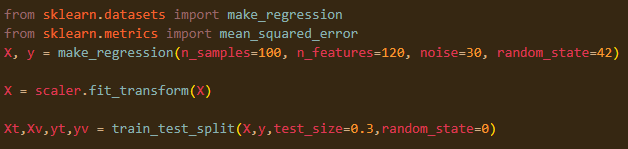 from sklearn.datasets import make_regression
from sklearn.metrics import mean_squared_error
X, y = make_regression(n_samples=100, n_features=120, noise=30, random_state=42)
X = scaler.fit_transform(X)
Xt,Xv,yt,yv = train_test_split(X,y,test_size=0.3,random_state=0)